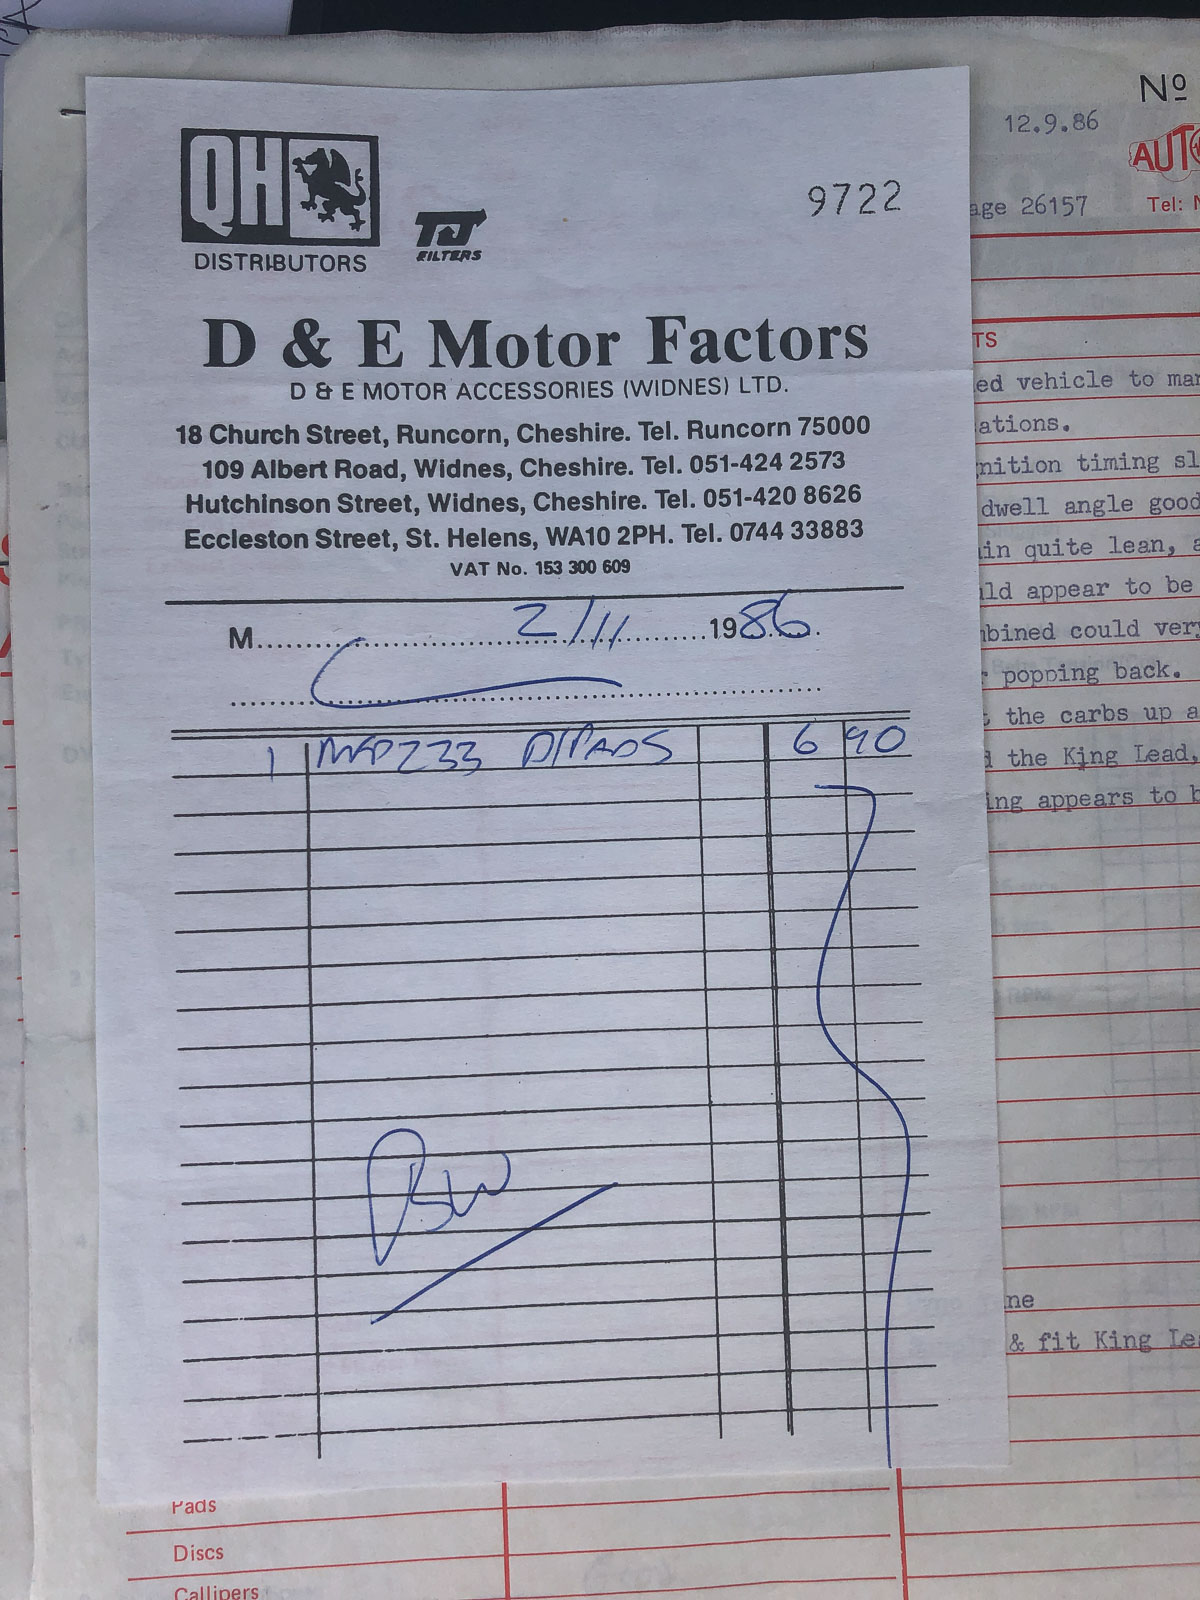 Nº
12.9.86
AUTO
age 26157
Tel:
QH
DISTRIBUTORS
TJ
FILTERS
9722
D & E Motor Factors
D & E MOTOR ACCESSORIES (WIDNES) LTD.
18 Church Street, Runcorn, Cheshire. Tel. Runcorn 75000
109 Albert Road, Widnes, Cheshire. Tel. 051-424 2573
Hutchinson Street, Widnes, Cheshire. Tel. 051-420 8626
Eccleston Street, St. Helens, WA10 2PH. Tel. 0744 33883
VAT No. 153 300 609
M 2/11 1986
1 D/PADS 6 90
TS
ed vehicle to
ations.
nition timing
dwell angle good
in quite lean,
ld appear to be
bined could very
popping back.
the carbs up a
the King Lead,
ing appears to b
ne
& fit King Le
Pads
Discs
Callipers